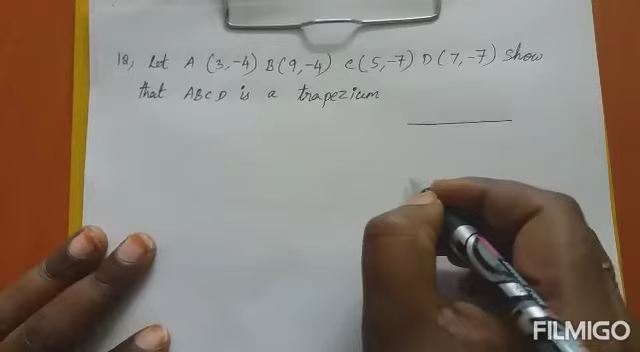 18, Let A (3,-4) B(9,-4) C(5,-7) D(7,-7) Show
that ABCD is a trapezium
FILMIGO